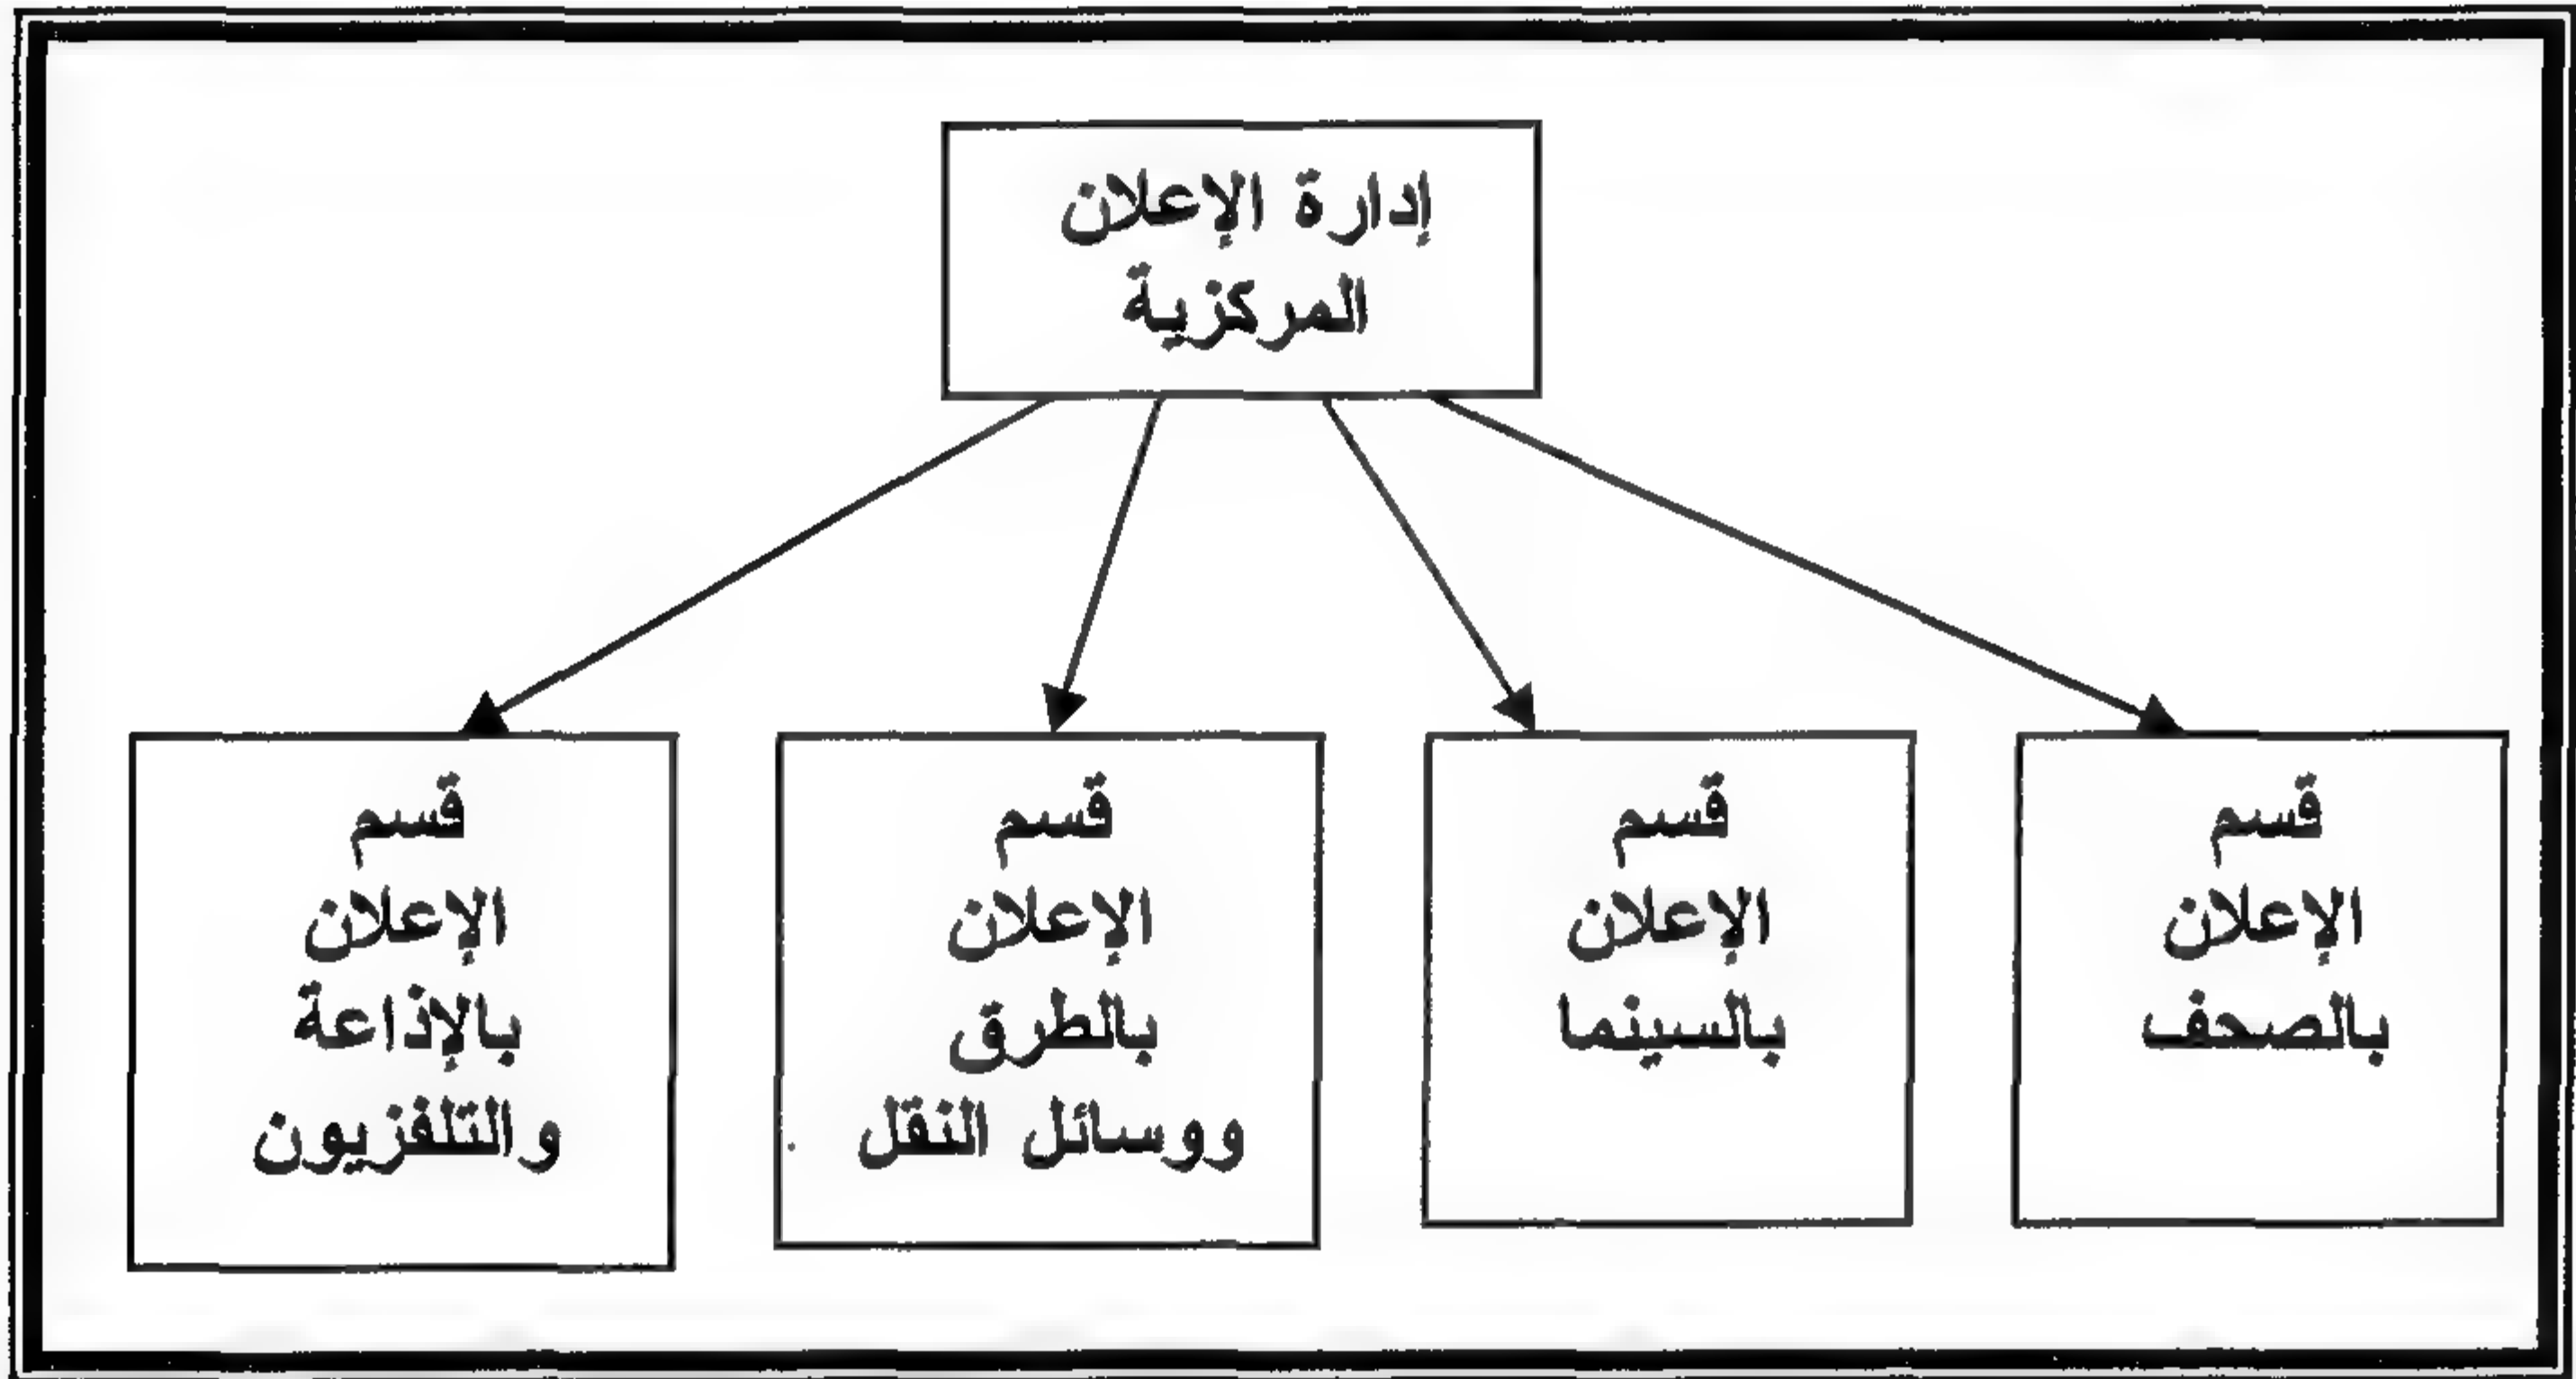 إدارة الإعلان
المركزية
قسم
الإعلان
بالصحف
قسم
الإعلان
بالسينما
قسم
الإعلان
بالطرق
ووسائل النقل
قسم
الإعلان
بالإذاعة
والتلفزيون